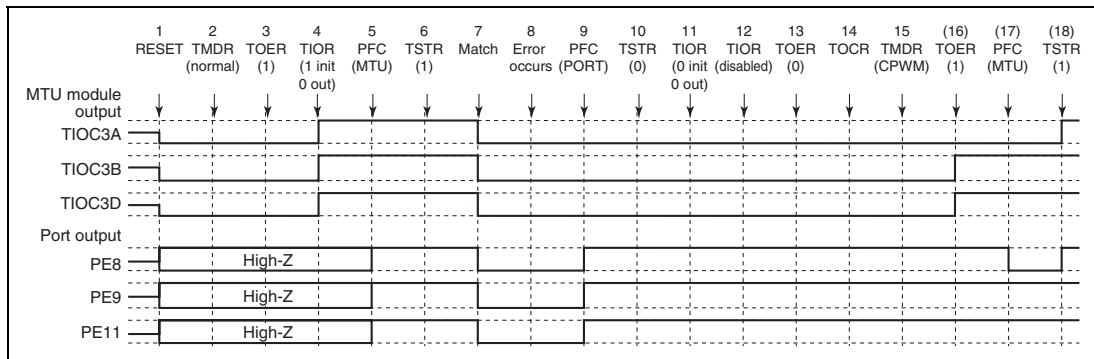 1 2 3 4 5 6 7 8 9 10 11 12 13 14 15 (16) (17) (18)
RESET TMDR TOER TIOR PFC TSTR Match Error PFC TSTR TIOR TIOR TOER TOCR TMDR TOER PFC TSTR
(normal) (1) (1 init (MTU) (1) occurs (PORT) (0) (0 init (disabled) (0) (CPWM) (1) (MTU) (1)
0 out) 0 out)
MTU module
output
TIOC3A
TIOC3B
TIOC3D
Port output
PE8 High-Z
PE9 High-Z
PE11 High-Z